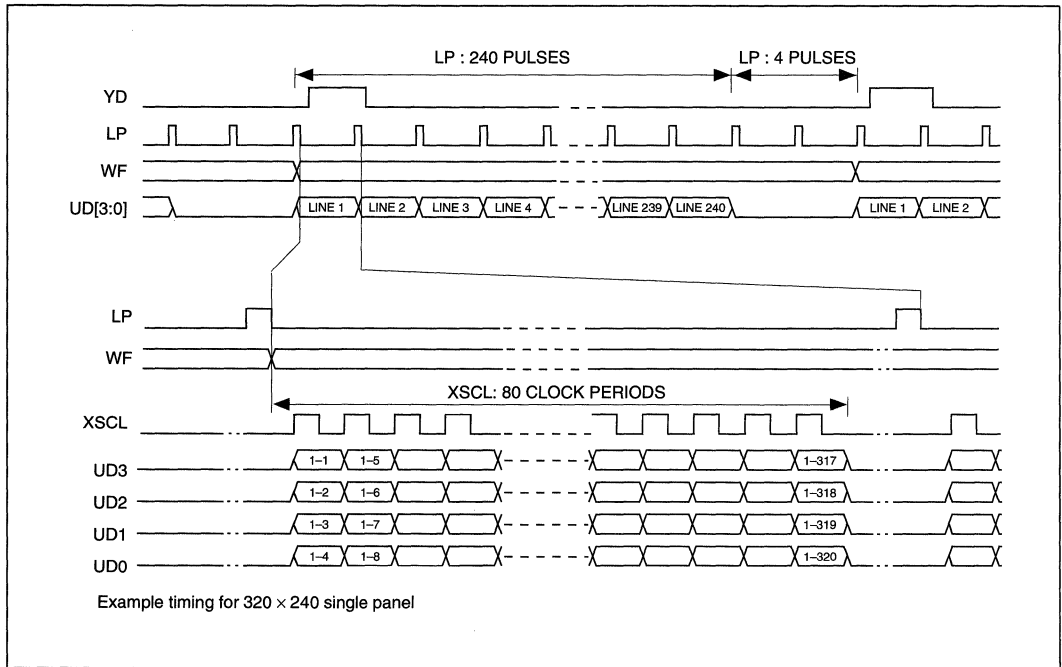 LP : 240 PULSES LP : 4 PULSES
YD
LP
WF
UD[3:0] LINE 1 LINE 2 LINE 3 LINE 4 LINE 239 LINE 240 LINE 1 LINE 2
LP
WF
XSCL: 80 CLOCK PERIODS
XSCL
UD3 1–1 1–5 1–317
UD2 1–2 1–6 1–318
UD1 1–3 1–7 1–319
UD0 1–4 1–8 1–320
Example timing for 320 × 240 single panel